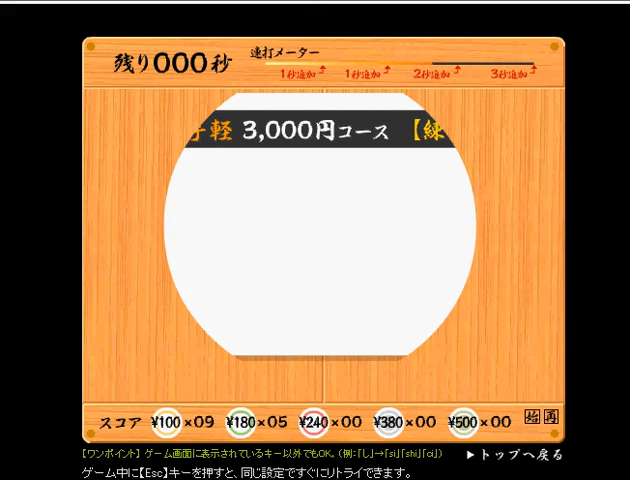 残り000秒
連打メーター
1秒追加 1秒追加 2秒追加 3秒追加
軽 3,000円コース 【練
スコア ¥100×09 ¥180×05 ¥240×00 ¥380×00 ¥500×00 始 再
【ワンポイント】 ゲーム画面に表示されているキー以外でもOK。(例:「し」→「si」「shi」「ci」)
▶トップへ戻る
ゲーム中に【Esc】キーを押すと、同じ設定ですぐにリトライできます。